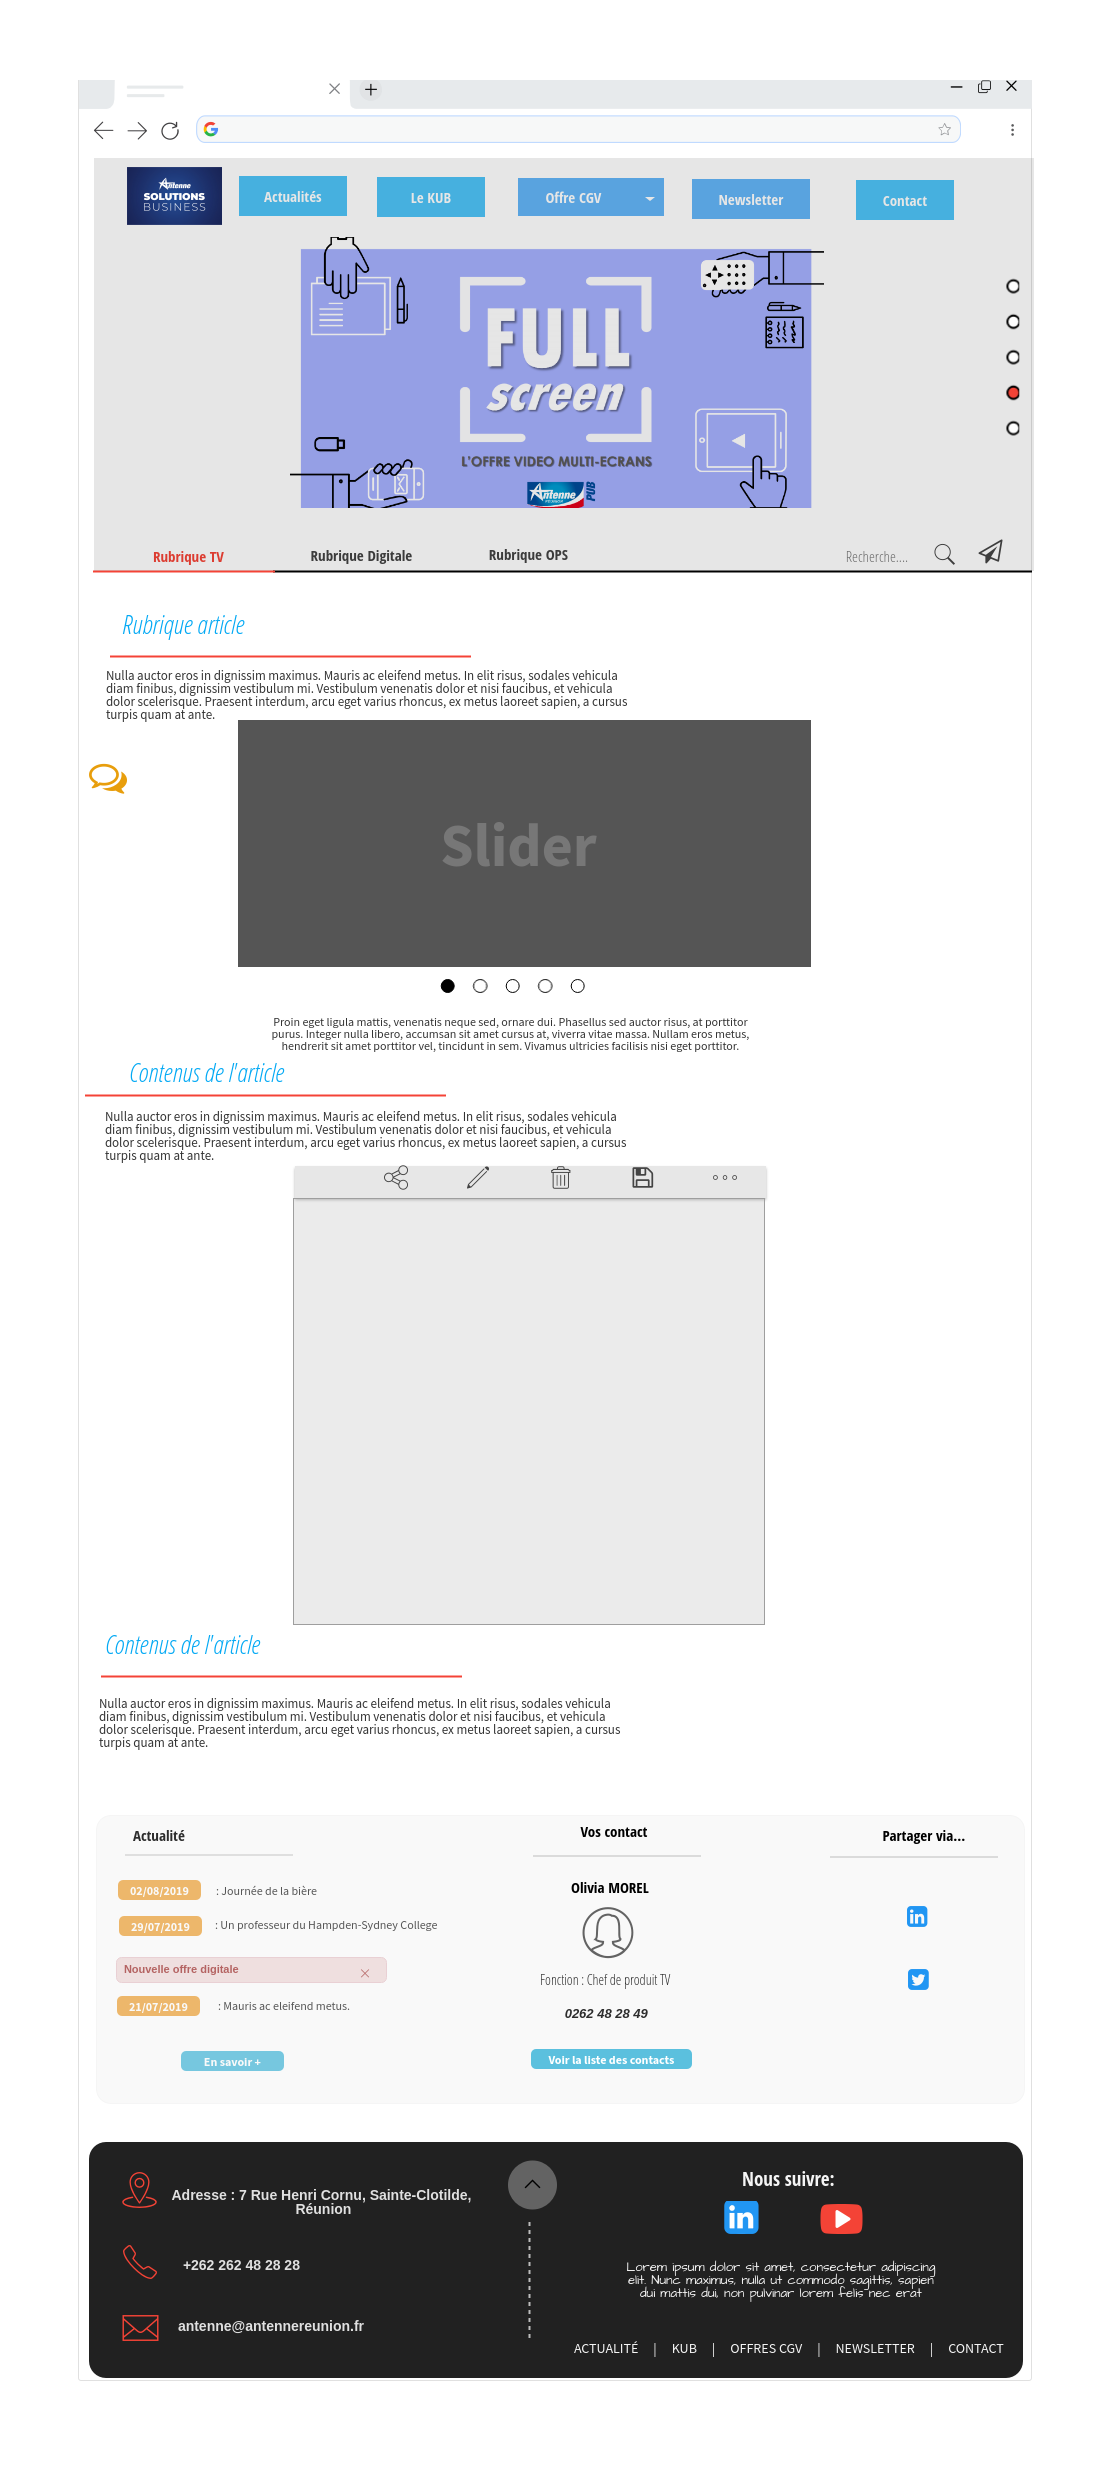 Antenne
SOLUTIONS
BUSINESS
Actualités
Le KUB
Offre CGV
Newsletter
Contact
FULL
screen
L'OFFRE VIDEO MULTI-ECRANS
Antenne
PUB
Rubrique TV
Rubrique Digitale
Rubrique OPS
Recherche....
Rubrique article
Nulla auctor eros in dignissim maximus. Mauris ac eleifend metus. In elit risus, sodales vehicula
diam finibus, dignissim vestibulum mi. Vestibulum venenatis dolor et nisi faucibus, et vehicula
dolor scelerisque. Praesent interdum, arcu eget varius rhoncus, ex metus laoreet sapien, a cursus
turpis quam at ante.
Slider
Proin eget ligula mattis, venenatis neque sed, ornare dui. Phasellus sed auctor risus, at porttitor
purus. Integer nulla libero, accumsan sit amet cursus at, viverra vitae massa. Nullam eros metus,
hendrerit sit amet porttitor vel, tincidunt in sem. Vivamus ultricies facilisis nisi eget porttitor.
Contenus de l'article
Nulla auctor eros in dignissim maximus. Mauris ac eleifend metus. In elit risus, sodales vehicula
diam finibus, dignissim vestibulum mi. Vestibulum venenatis dolor et nisi faucibus, et vehicula
dolor scelerisque. Praesent interdum, arcu eget varius rhoncus, ex metus laoreet sapien, a cursus
turpis quam at ante.
Contenus de l'article
Nulla auctor eros in dignissim maximus. Mauris ac eleifend metus. In elit risus, sodales vehicula
diam finibus, dignissim vestibulum mi. Vestibulum venenatis dolor et nisi faucibus, et vehicula
dolor scelerisque. Praesent interdum, arcu eget varius rhoncus, ex metus laoreet sapien, a cursus
turpis quam at ante.
Actualité
02/08/2019 : Journée de la bière
29/07/2019 : Un professeur du Hampden-Sydney College
Nouvelle offre digitale
21/07/2019 : Mauris ac eleifend metus.
En savoir +
Vos contact
Olivia MOREL
Fonction : Chef de produit TV
0262 48 28 49
Voir la liste des contacts
Partager via...
Adresse : 7 Rue Henri Cornu, Sainte-Clotilde,
Réunion
+262 262 48 28 28
antenne@antennereunion.fr
Nous suivre:
Lorem ipsum dolor sit amet, consectetur adipiscing
elit. Nunc maximus, nulla ut commodo sagittis, sapien
dui mattis dui, non pulvinar lorem felis nec erat
ACTUALITÉ | KUB | OFFRES CGV | NEWSLETTER | CONTACT